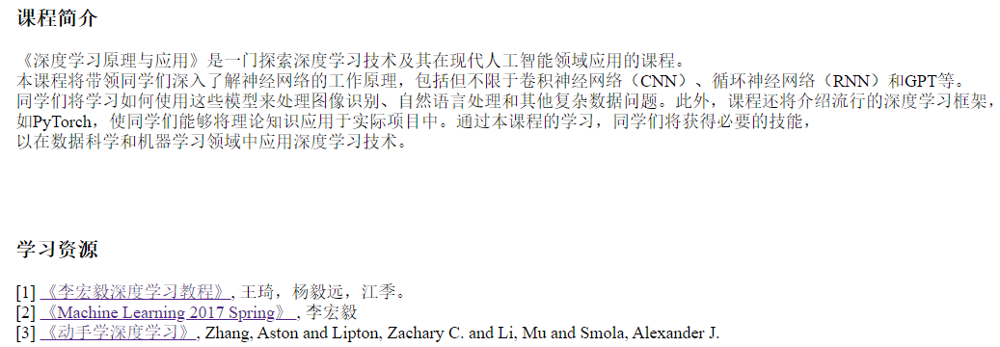 课程简介
《深度学习原理与应用》是一门探索深度学习技术及其在现代人工智能领域应用的课程。
本课程将带领同学们深入了解神经网络的工作原理，包括但不限于卷积神经网络（CNN）、循环神经网络（RNN）和GPT等。
同学们将学习如何使用这些模型来处理图像识别、自然语言处理和其他复杂数据问题。此外，课程还将介绍流行的深度学习框架，
如PyTorch，使同学们能够将理论知识应用于实际项目中。通过本课程的学习，同学们将获得必要的技能，
以在数据科学和机器学习领域中应用深度学习技术。
学习资源
[1] 《李宏毅深度学习教程》, 王琦，杨毅远，江季。
[2] 《Machine Learning 2017 Spring》 , 李宏毅
[3] 《动手学深度学习》, Zhang, Aston and Lipton, Zachary C. and Li, Mu and Smola, Alexander J.